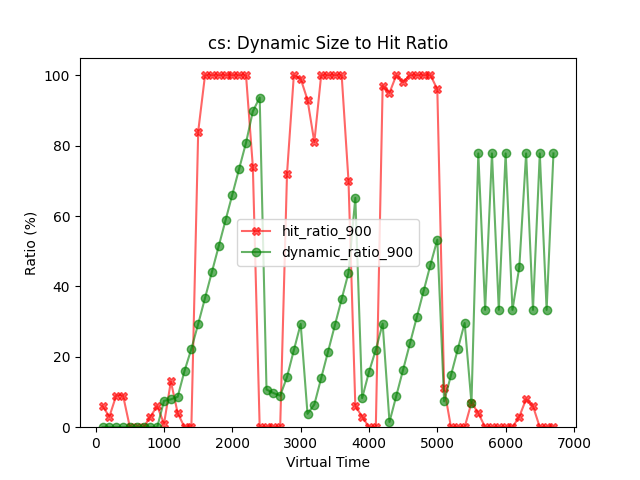 cs: Dynamic Size to Hit Ratio
Ratio (%)
100
80
60
40
20
0
hit_ratio_900
dynamic_ratio_900
0 1000 2000 3000 4000 5000 6000 7000
Virtual Time